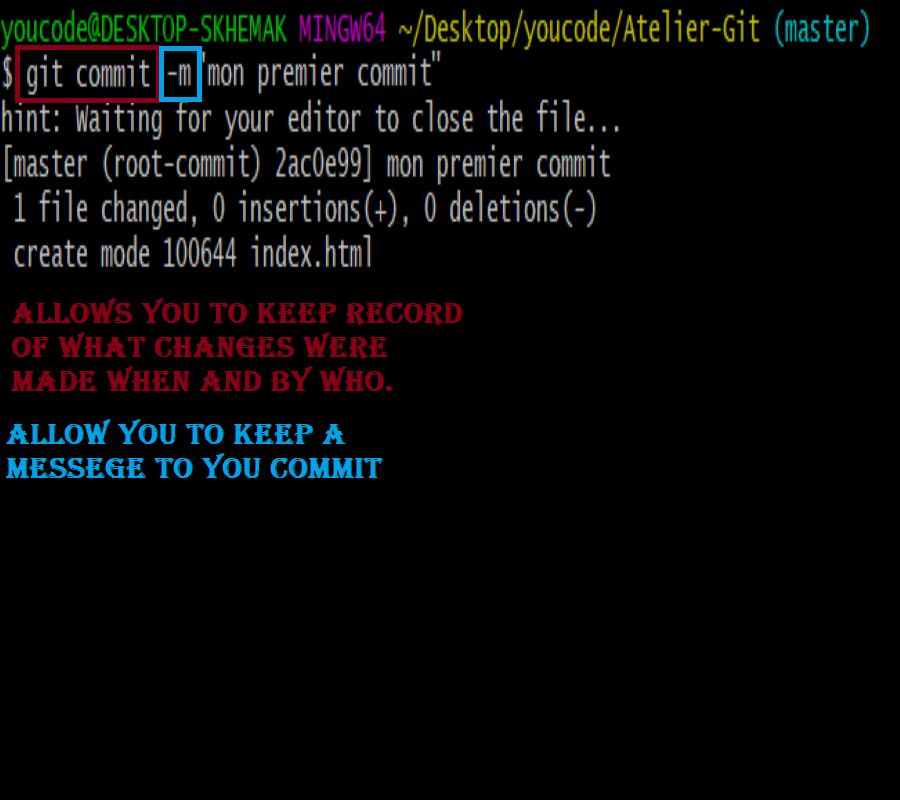 youcode@DESKTOP-SKHEMAK MINGW64 ~/Desktop/youcode/Atelier-Git (master)
$ git commit -m "mon premier commit"
hint: Waiting for your editor to close the file...
[master (root-commit) 2ac0e99] mon premier commit
 1 file changed, 0 insertions(+), 0 deletions(-)
 create mode 100644 index.html
ALLOWS YOU TO KEEP RECORD
OF WHAT CHANGES WERE
MADE WHEN AND BY WHO.
ALLOW YOU TO KEEP A
MESSEGE TO YOU COMMIT